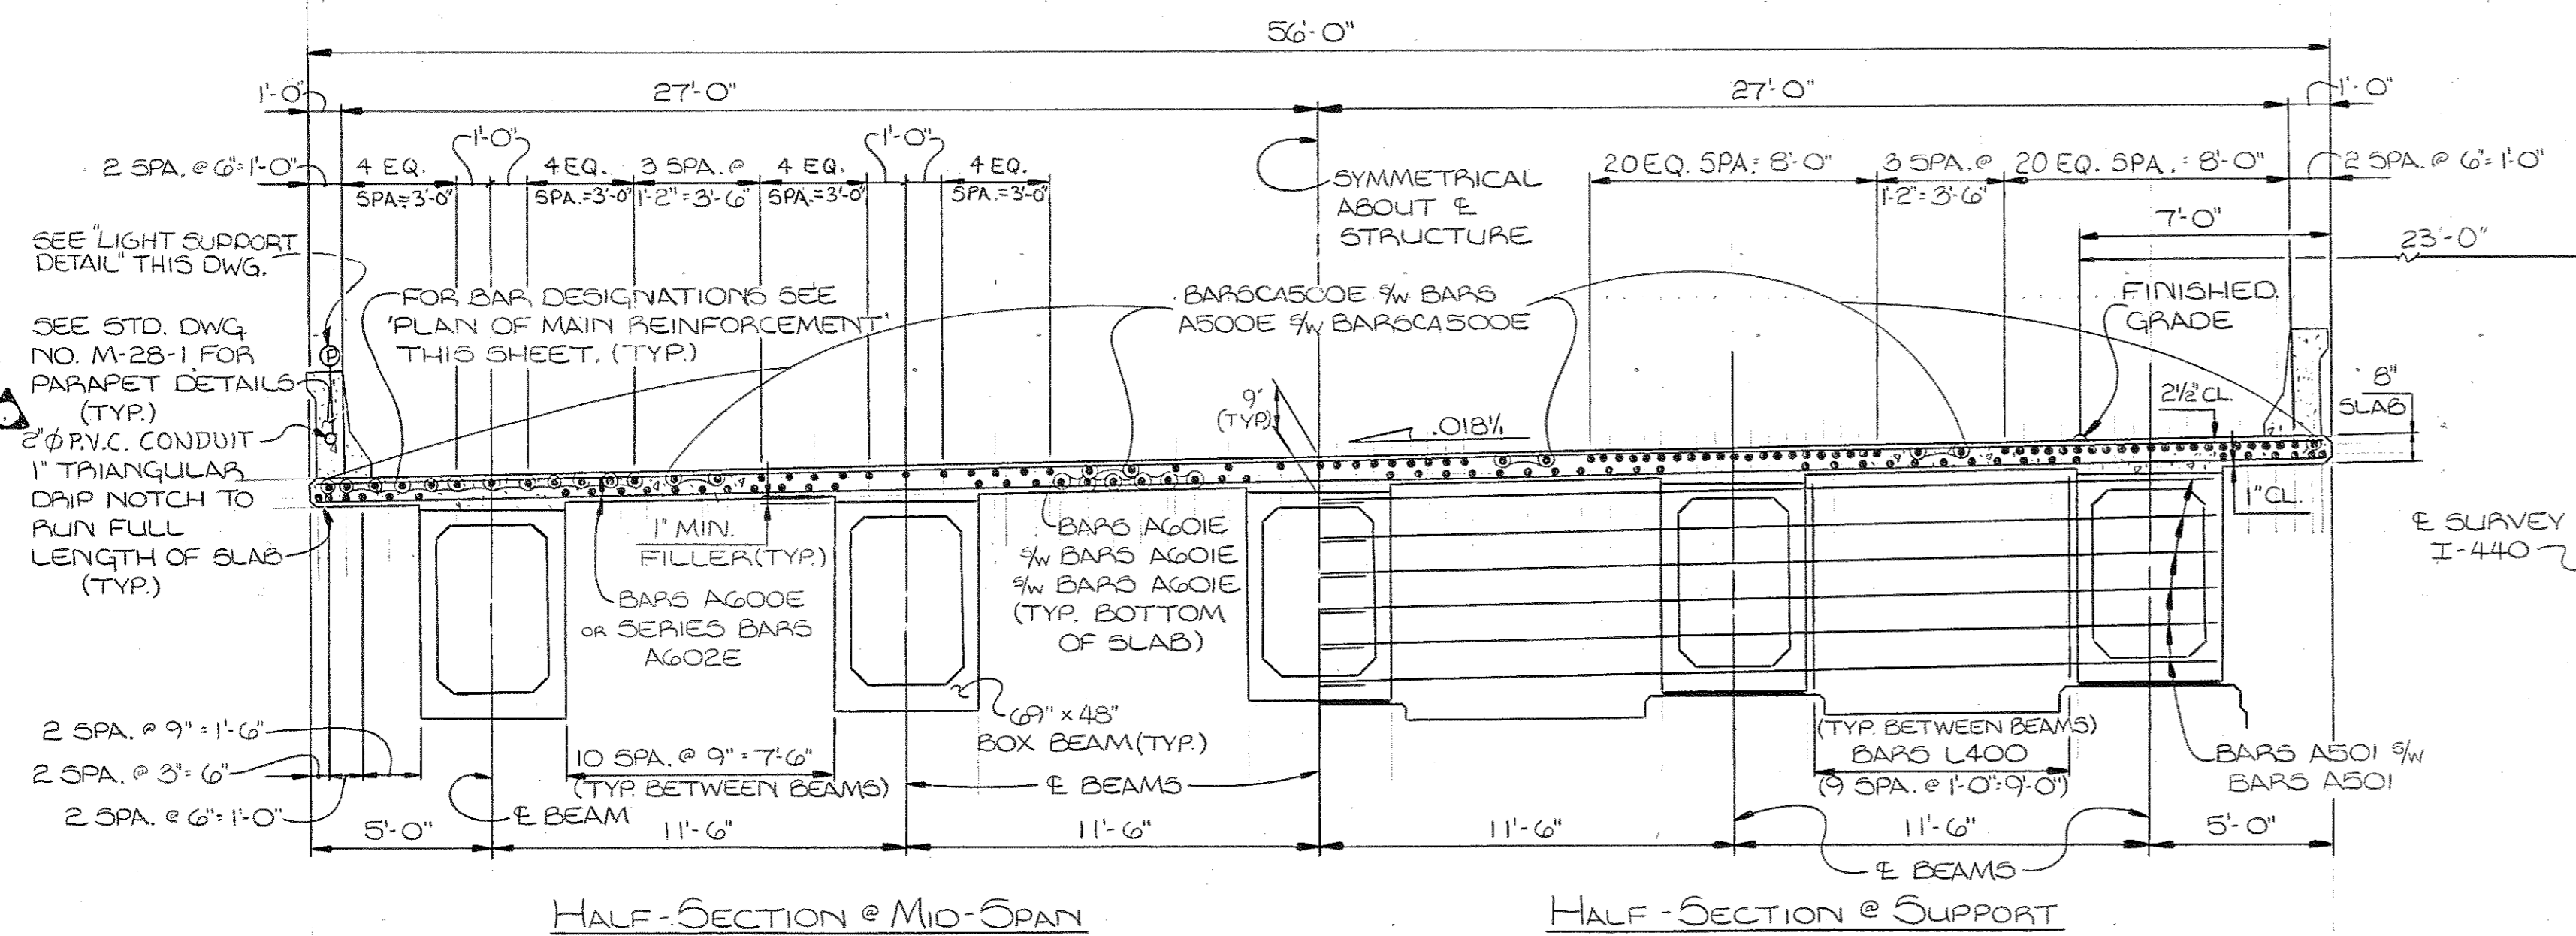 56'-0"
1'-0"
27'-0"
27'-0"
1'-0"
1'-0"
1'-0"
2 SPA. @ 6"=1'-0"
4 EQ.
SPA=3'-0"
4 EQ.
SPA.=3'-0"
3 SPA. @
1'-2"=3'-6"
4 EQ.
SPA.=3'-0"
4 EQ.
SPA.=3'-0"
SYMMETRICAL
ABOUT ℄
STRUCTURE
20 EQ. SPA.=8'-0"
3 SPA. @
1'-2"=3'-6"
20 EQ. SPA.=8'-0"
2 SPA. @ 6"=1'-0"
7'-0"
23'-0"
SEE "LIGHT SUPPORT
DETAIL" THIS DWG.
FOR BAR DESIGNATIONS SEE
'PLAN OF MAIN REINFORCEMENT'
THIS SHEET. (TYP.)
BARS CA500E S/W BARS
A500E S/W BARS CA500E
FINISHED
GRADE
SEE STD. DWG.
NO. M-28-1 FOR
PARAPET DETAILS
(TYP.)
P
2"Ø P.V.C. CONDUIT
1" TRIANGULAR
DRIP NOTCH TO
RUN FULL
LENGTH OF SLAB
(TYP.)
9"
(TYP.)
.018'/1
2 1/2" CL.
8"
SLAB
1" MIN.
FILLER (TYP.)
BARS A600E
OR SERIES BARS
A602E
BARS A601E
S/W BARS A601E
S/W BARS A601E
(TYP. BOTTOM
OF SLAB)
1" CL.
℄ SURVEY
I-440
69" x 48"
BOX BEAM (TYP.)
2 SPA. @ 9"=1'-6"
2 SPA. @ 3"=6"
2 SPA. @ 6"=1'-0"
10 SPA. @ 9"=7'-6"
(TYP. BETWEEN BEAMS)
℄ BEAM
℄ BEAMS
(TYP. BETWEEN BEAMS)
BARS L400
(9 SPA. @ 1'-0"=9'-0")
BARS A501 S/W
BARS A501
5'-0"
11'-6"
11'-6"
11'-6"
11'-6"
5'-0"
℄ BEAMS
HALF-SECTION @ MID-SPAN
HALF-SECTION @ SUPPORT